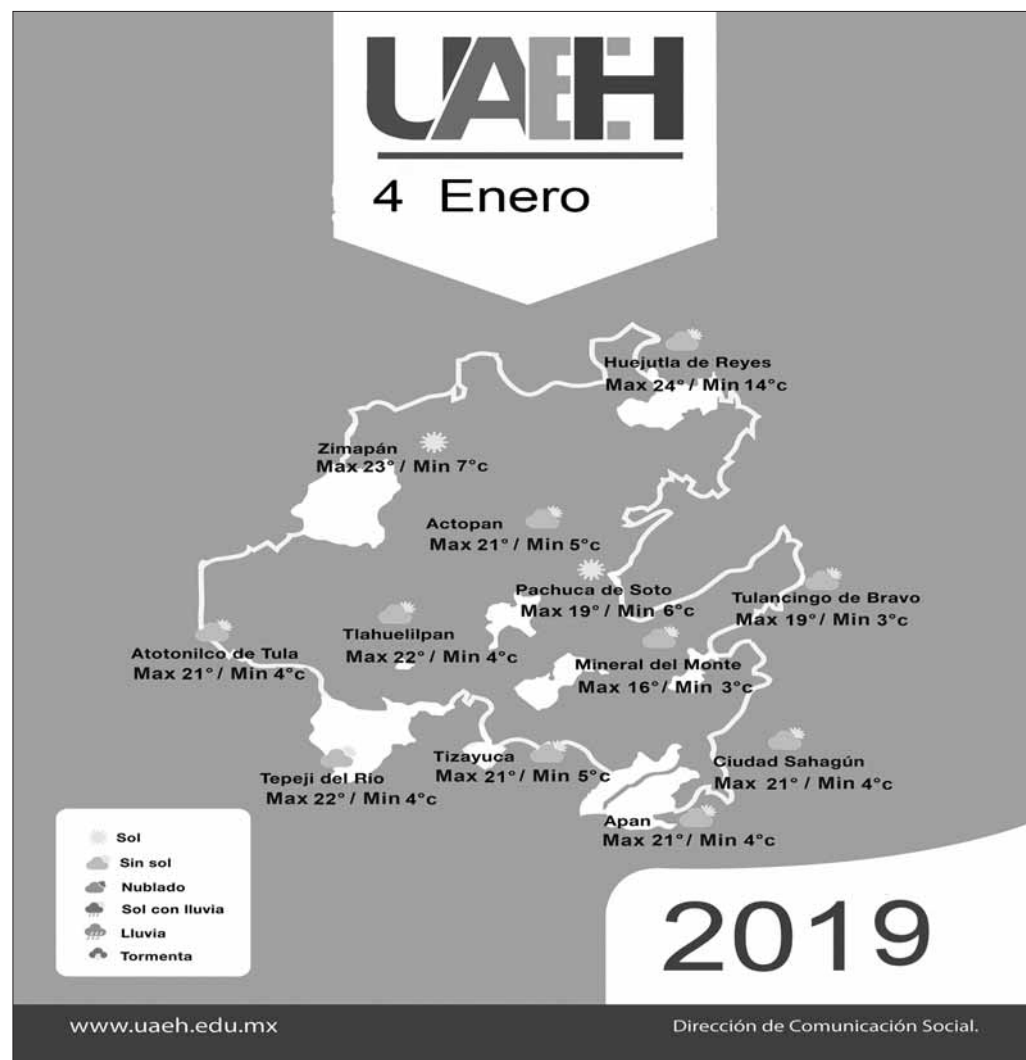 UAEH
4 Enero
Huejutla de Reyes
Max 24° / Min 14°c
Zimapán
Max 23° / Min 7°c
Actopan
Max 21° / Min 5°c
Pachuca de Soto
Max 19° / Min 6°c
Tulancingo de Bravo
Max 19° / Min 3°c
Tlahuelilpan
Max 22° / Min 4°c
Atotonilco de Tula
Max 21° / Min 4°c
Mineral del Monte
Max 16° / Min 3°c
Tizayuca
Max 21° / Min 5°c
Ciudad Sahagún
Max 21° / Min 4°c
Tepeji del Río
Max 22° / Min 4°c
Apan
Max 21° / Min 4°c
Sol
Sin sol
Nublado
Sol con lluvia
Lluvia
Tormenta
2019
www.uaeh.edu.mx
Dirección de Comunicación Social.